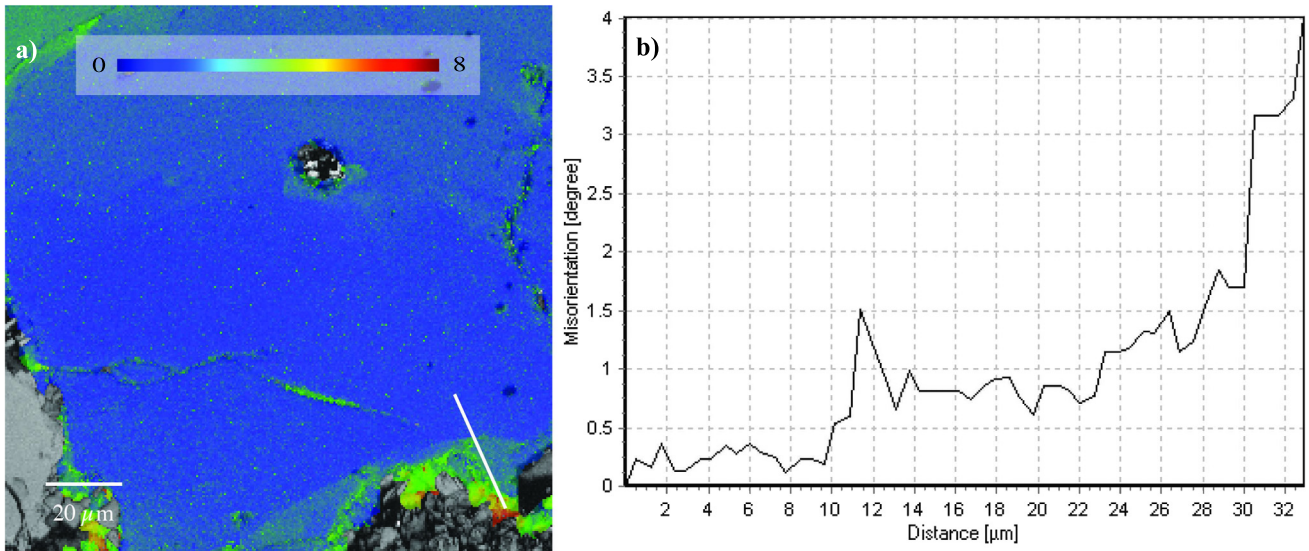 a)
0 8
20 µm
b)
4
3.5
3
2.5
2
1.5
1
0.5
0
Misorientation [degree]
2 4 6 8 10 12 14 16 18 20 22 24 26 28 30 32
Distance [µm]